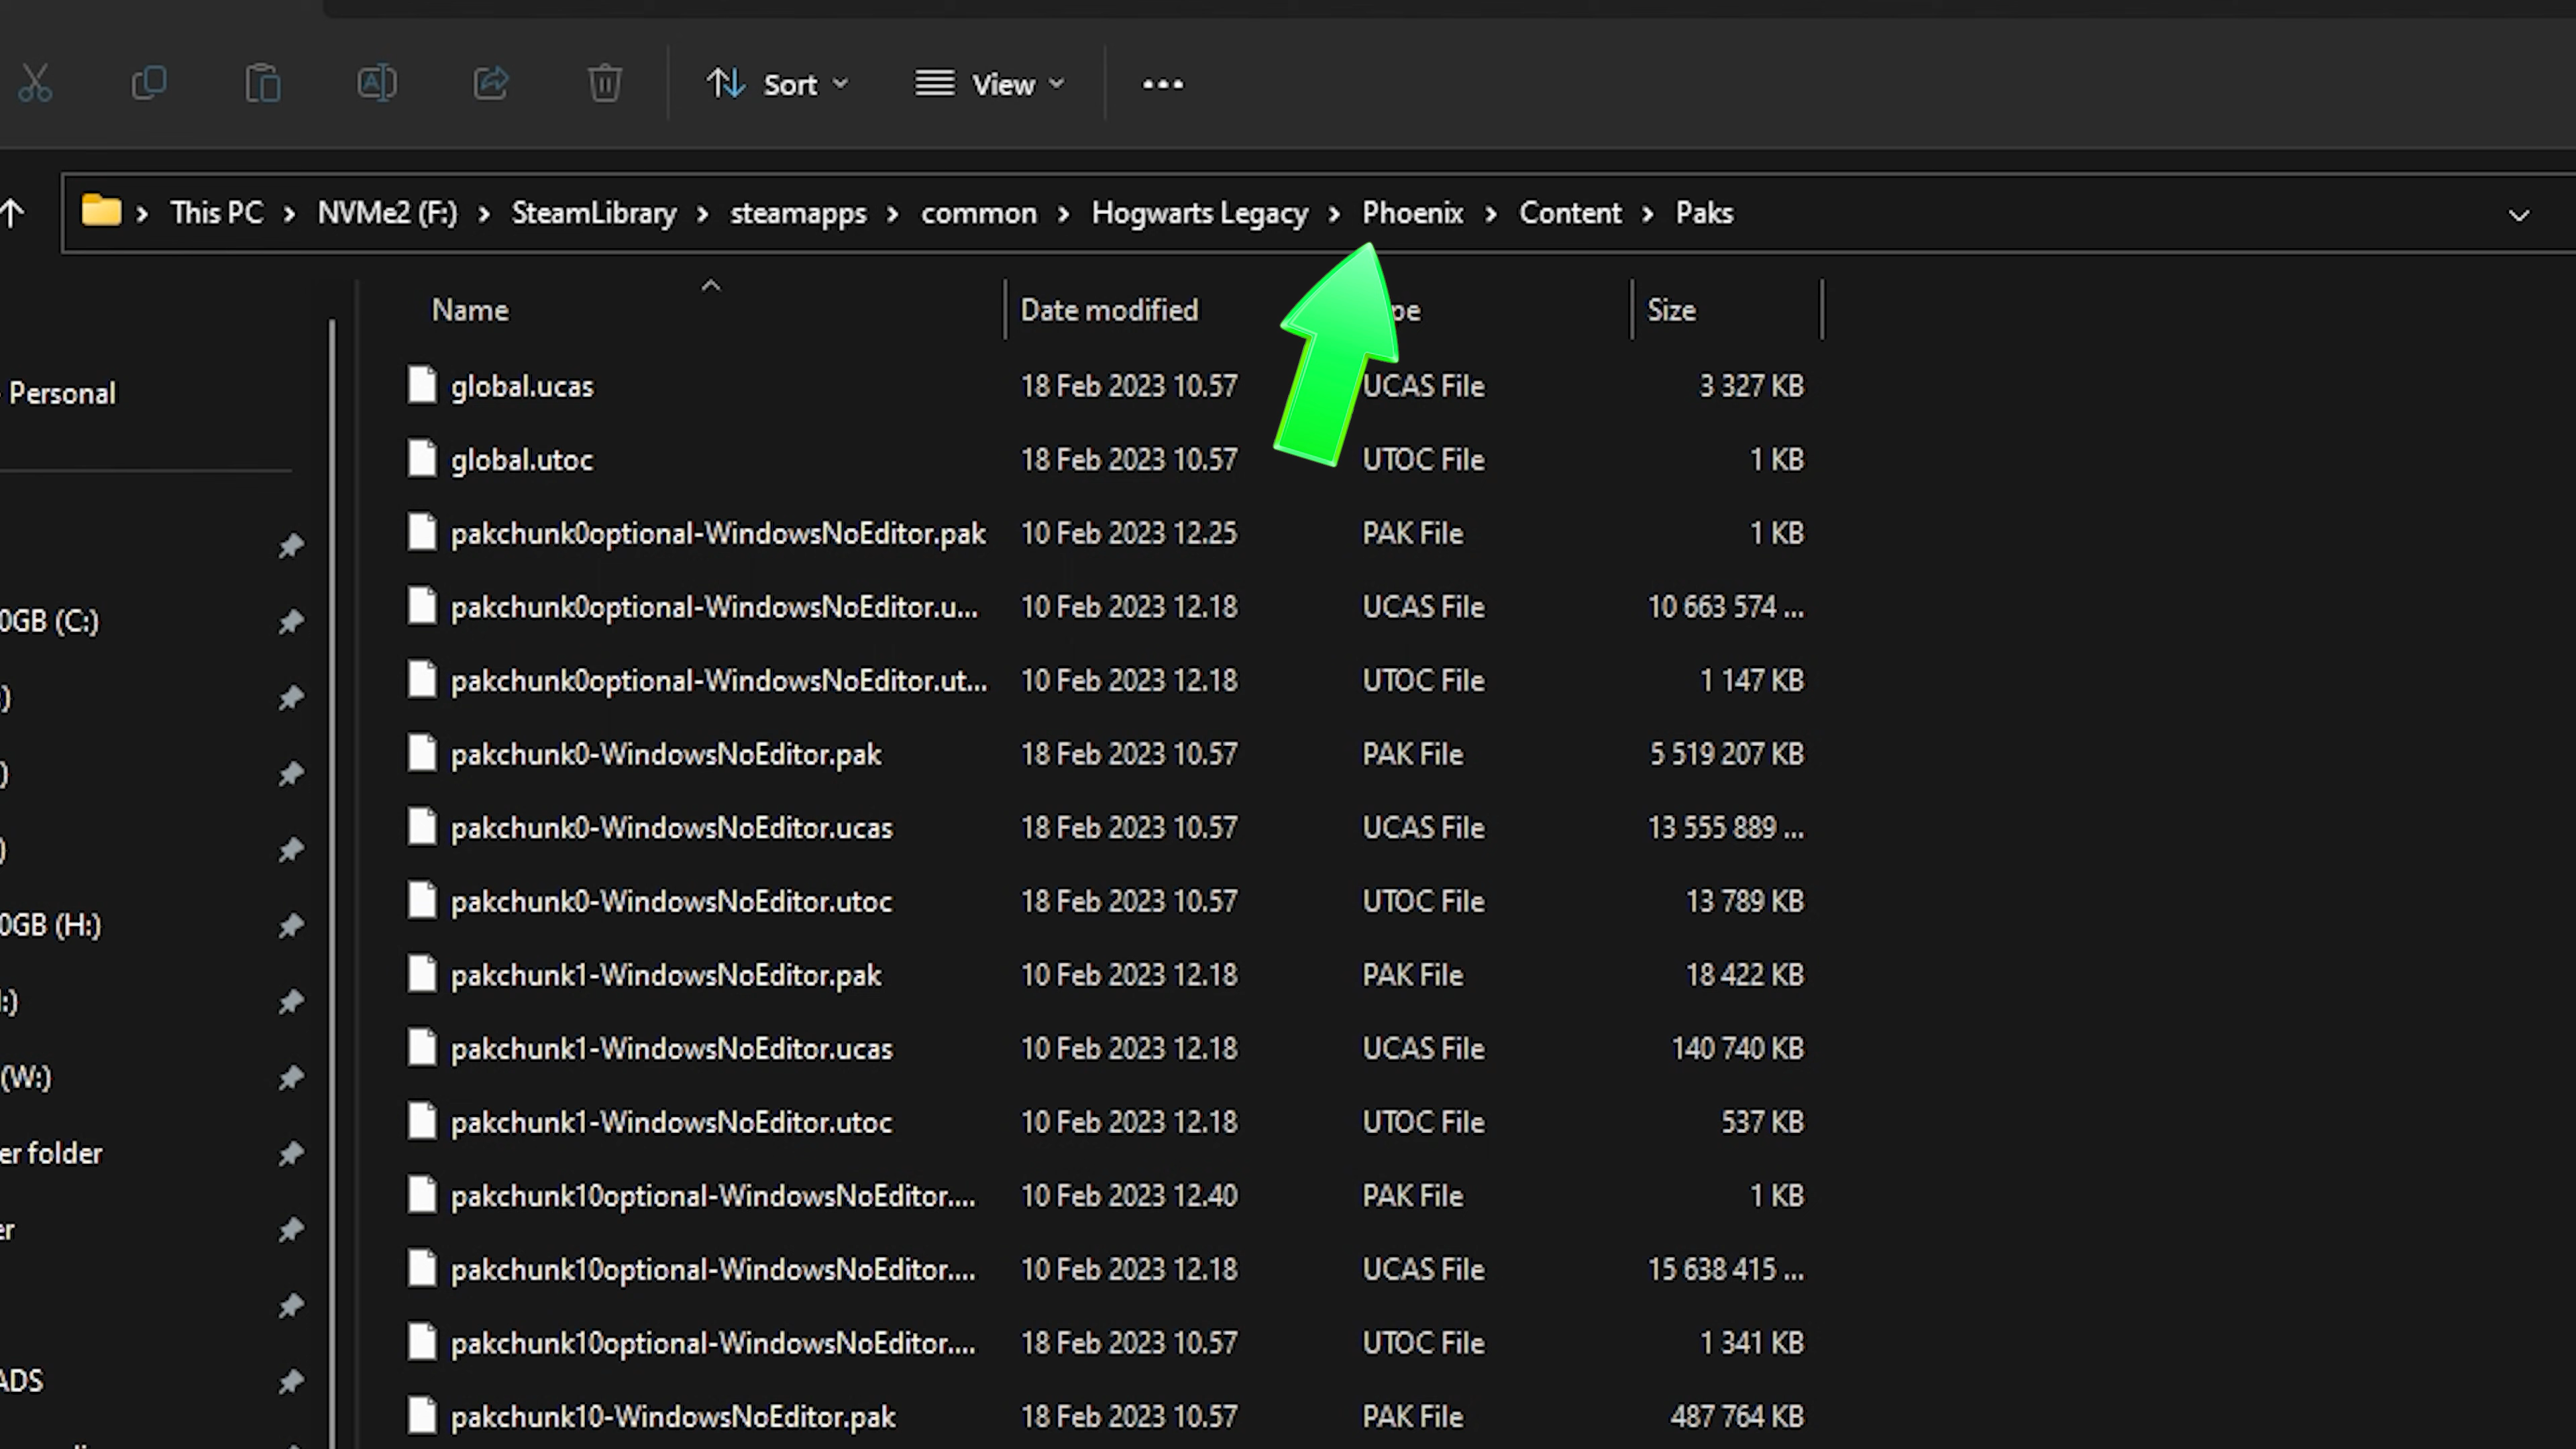 Sort View
This PC NVMe2 (F:) SteamLibrary steamapps common Hogwarts Legacy Phoenix Content Paks
Name Date modified Size
Personal
global.ucas 18 Feb 2023 10.57 UCAS File 3 327 KB
global.utoc 18 Feb 2023 10.57 UTOC File 1 KB
pakchunk0optional-WindowsNoEditor.pak 10 Feb 2023 12.25 PAK File 1 KB
0GB (C:) pakchunk0optional-WindowsNoEditor.u... 10 Feb 2023 12.18 UCAS File 10 663 574 ...
pakchunk0optional-WindowsNoEditor.ut... 10 Feb 2023 12.18 UTOC File 1 147 KB
pakchunk0-WindowsNoEditor.pak 18 Feb 2023 10.57 PAK File 5 519 207 KB
pakchunk0-WindowsNoEditor.ucas 18 Feb 2023 10.57 UCAS File 13 555 889 ...
0GB (H:) pakchunk0-WindowsNoEditor.utoc 18 Feb 2023 10.57 UTOC File 13 789 KB
pakchunk1-WindowsNoEditor.pak 10 Feb 2023 12.18 PAK File 18 422 KB
(W:) pakchunk1-WindowsNoEditor.ucas 10 Feb 2023 12.18 UCAS File 140 740 KB
er folder pakchunk1-WindowsNoEditor.utoc 10 Feb 2023 12.18 UTOC File 537 KB
er pakchunk10optional-WindowsNoEditor.... 10 Feb 2023 12.40 PAK File 1 KB
pakchunk10optional-WindowsNoEditor.... 10 Feb 2023 12.18 UCAS File 15 638 415 ...
ADS pakchunk10optional-WindowsNoEditor.... 18 Feb 2023 10.57 UTOC File 1 341 KB
pakchunk10-WindowsNoEditor.pak 18 Feb 2023 10.57 PAK File 487 764 KB